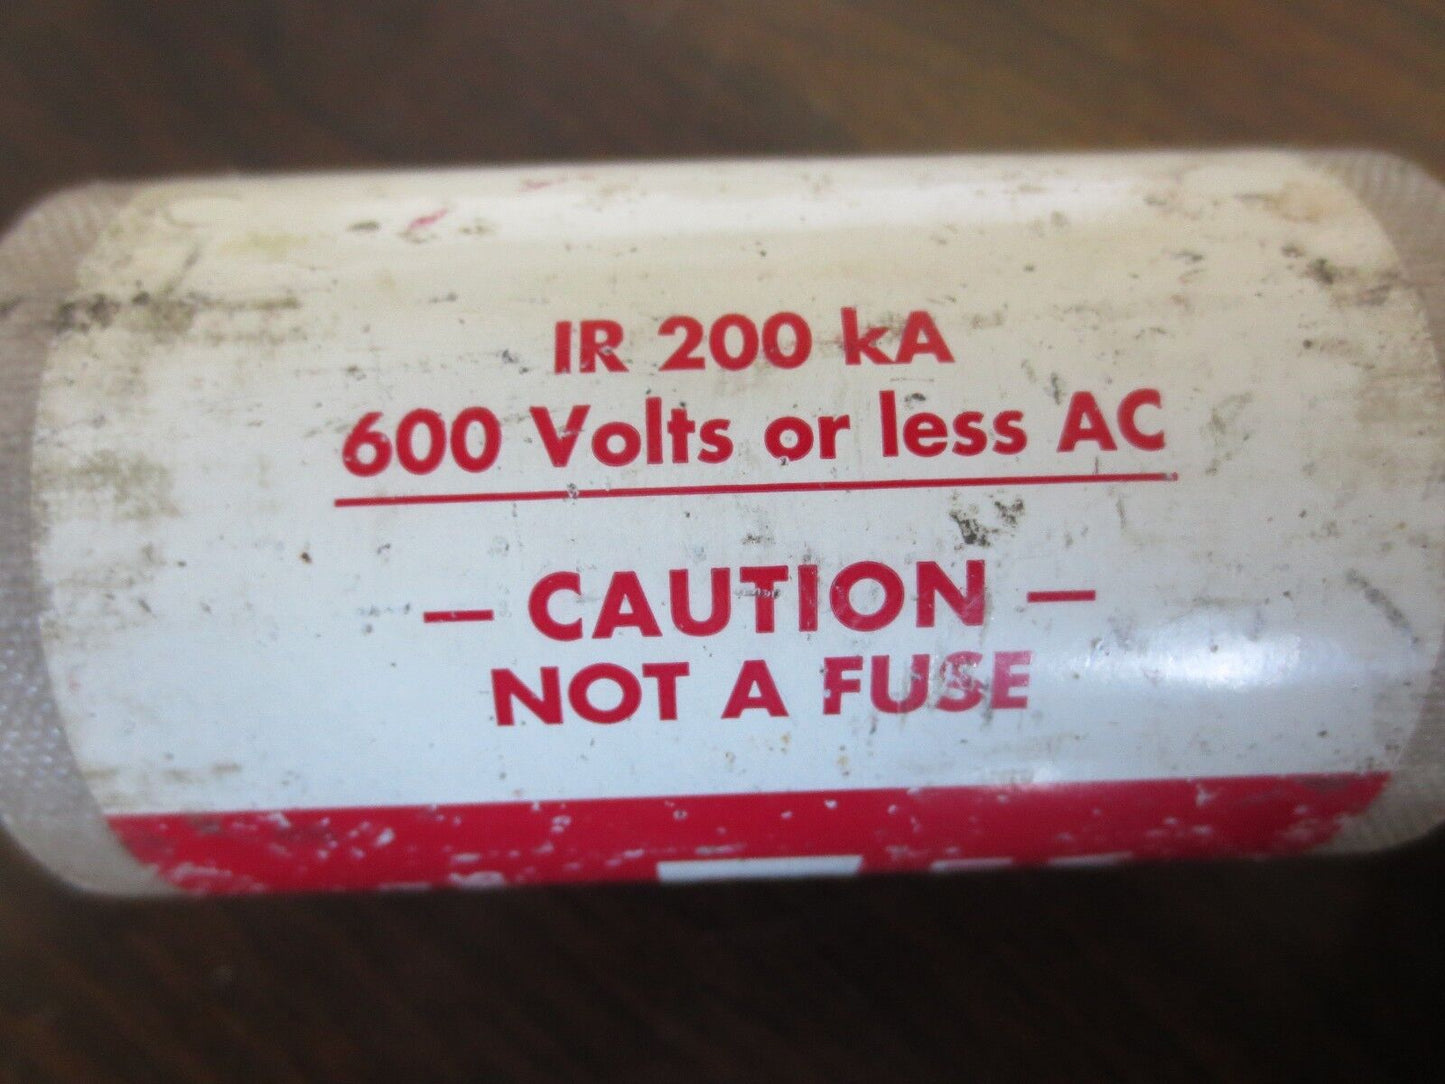 IR 200 kA
600 Volts or less AC
— CAUTION —
NOT A FUSE